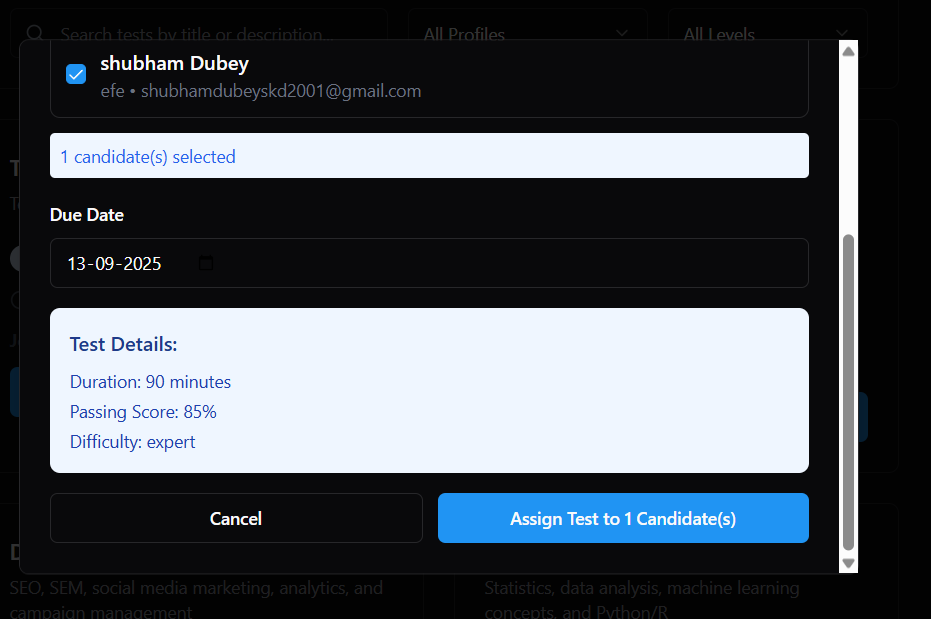 Search tests by title or description
All Profiles
All Levels
shubham Dubey
efe • shubhamdubeyskd2001@gmail.com
1 candidate(s) selected
Due Date
13-09-2025
Test Details:
Duration: 90 minutes
Passing Score: 85%
Difficulty: expert
Cancel
Assign Test to 1 Candidate(s)
SEO, SEM, social media marketing, analytics, and
campaign management
Statistics, data analysis, machine learning
concepts, and Python/R